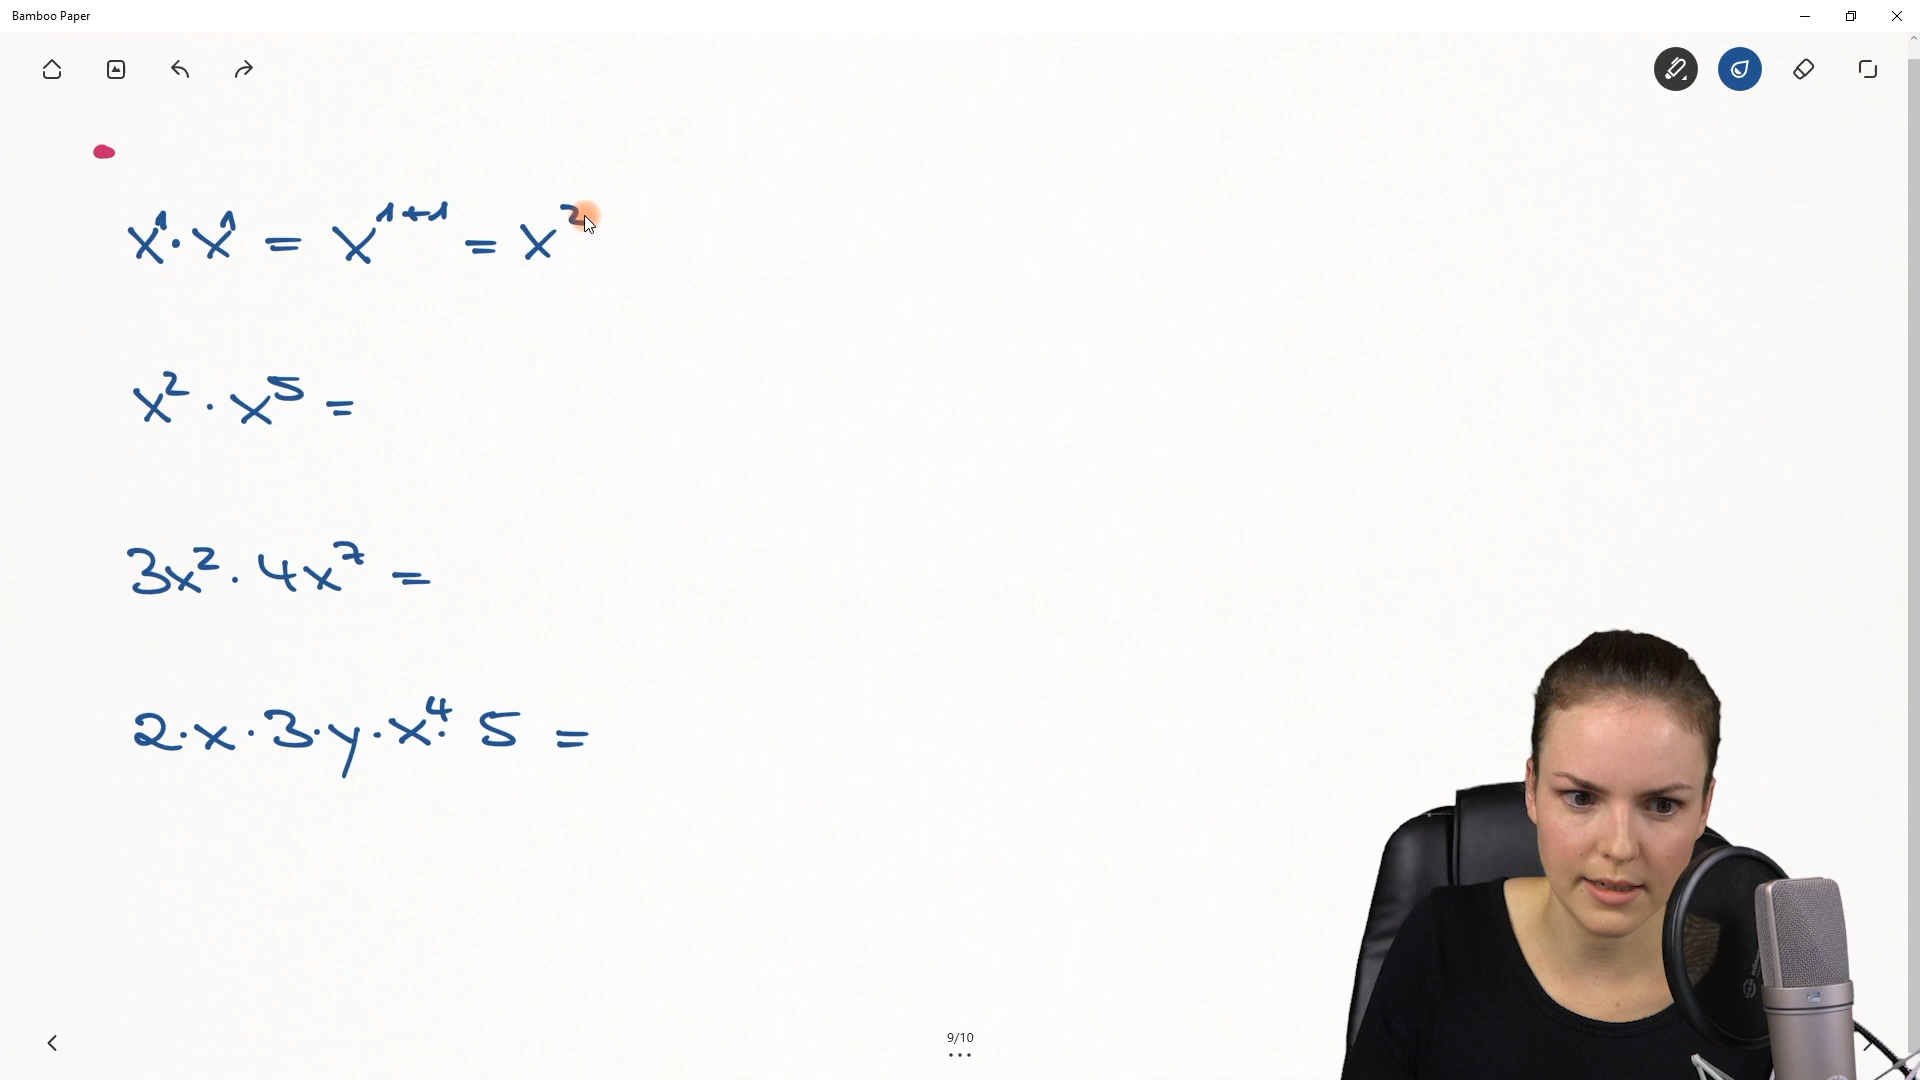 Bamboo Paper
x¹·x¹ = x¹⁺¹ = x²
x² · x⁵ =
3x² · 4x⁷ =
2·x·3·y·x⁴· 5 =
9/10